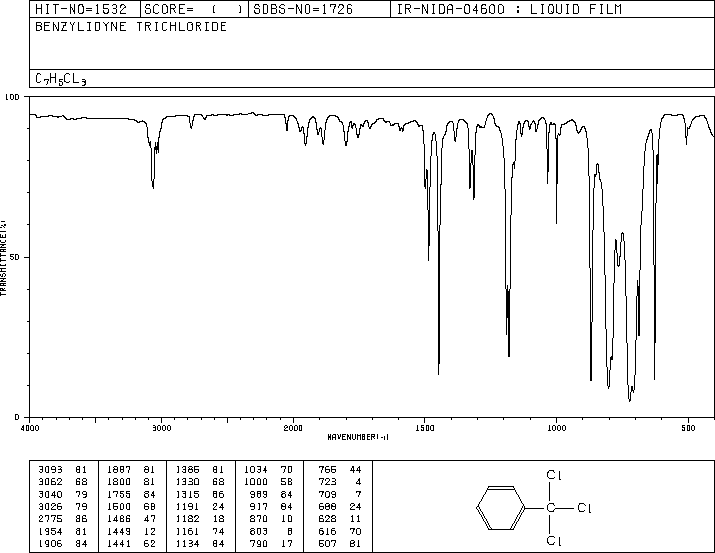 HIT-NO=1532 SCORE= ( ) SDBS-NO=1726 IR-NIDA-04600 : LIQUID FILM
BENZYLIDYNE TRICHLORIDE
C7H5CL3
100
50
0
TRANSMITTANCE(%)
4000 3000 2000 1500 1000 500
WAVENUMBER(-1)
3093 81 1887 81 1386 81 1034 70 766 44
3062 68 1800 81 1330 68 1000 58 723 4
3040 79 1755 84 1315 86 989 84 709 7
3026 79 1500 68 1191 24 917 84 688 24
2775 86 1486 47 1182 18 870 10 628 11
1954 81 1449 12 1161 74 803 8 616 70
1906 84 1441 62 1134 84 790 17 507 81
Cl
C Cl
Cl